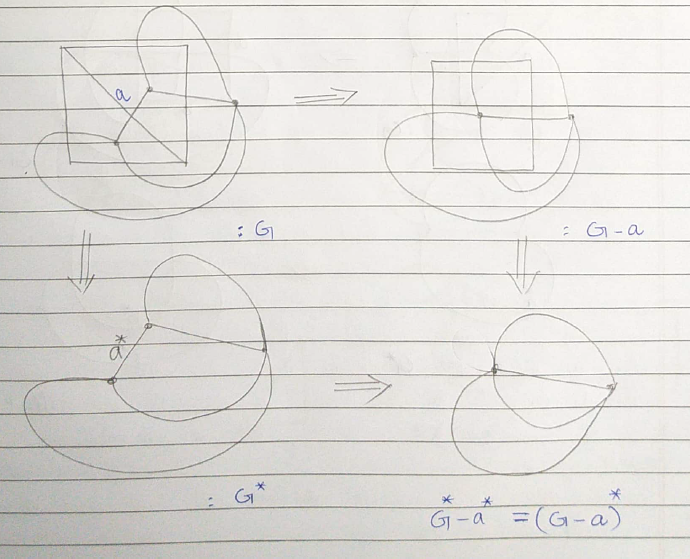 a
: G
: G-a
a*
: G*
G*-a* =(G-a)*